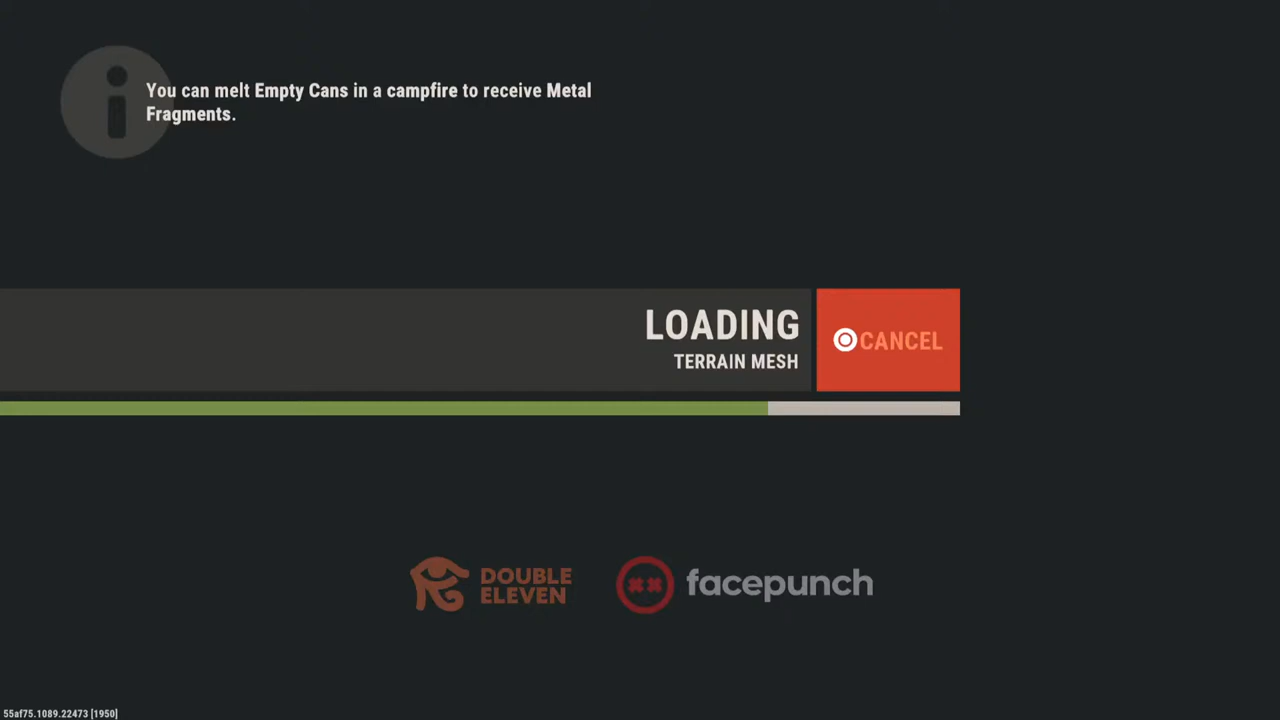 You can melt Empty Cans in a campfire to receive Metal
Fragments.
LOADING
TERRAIN MESH
CANCEL
DOUBLE
ELEVEN
facepunch
55af75.1089.22473 [1950]